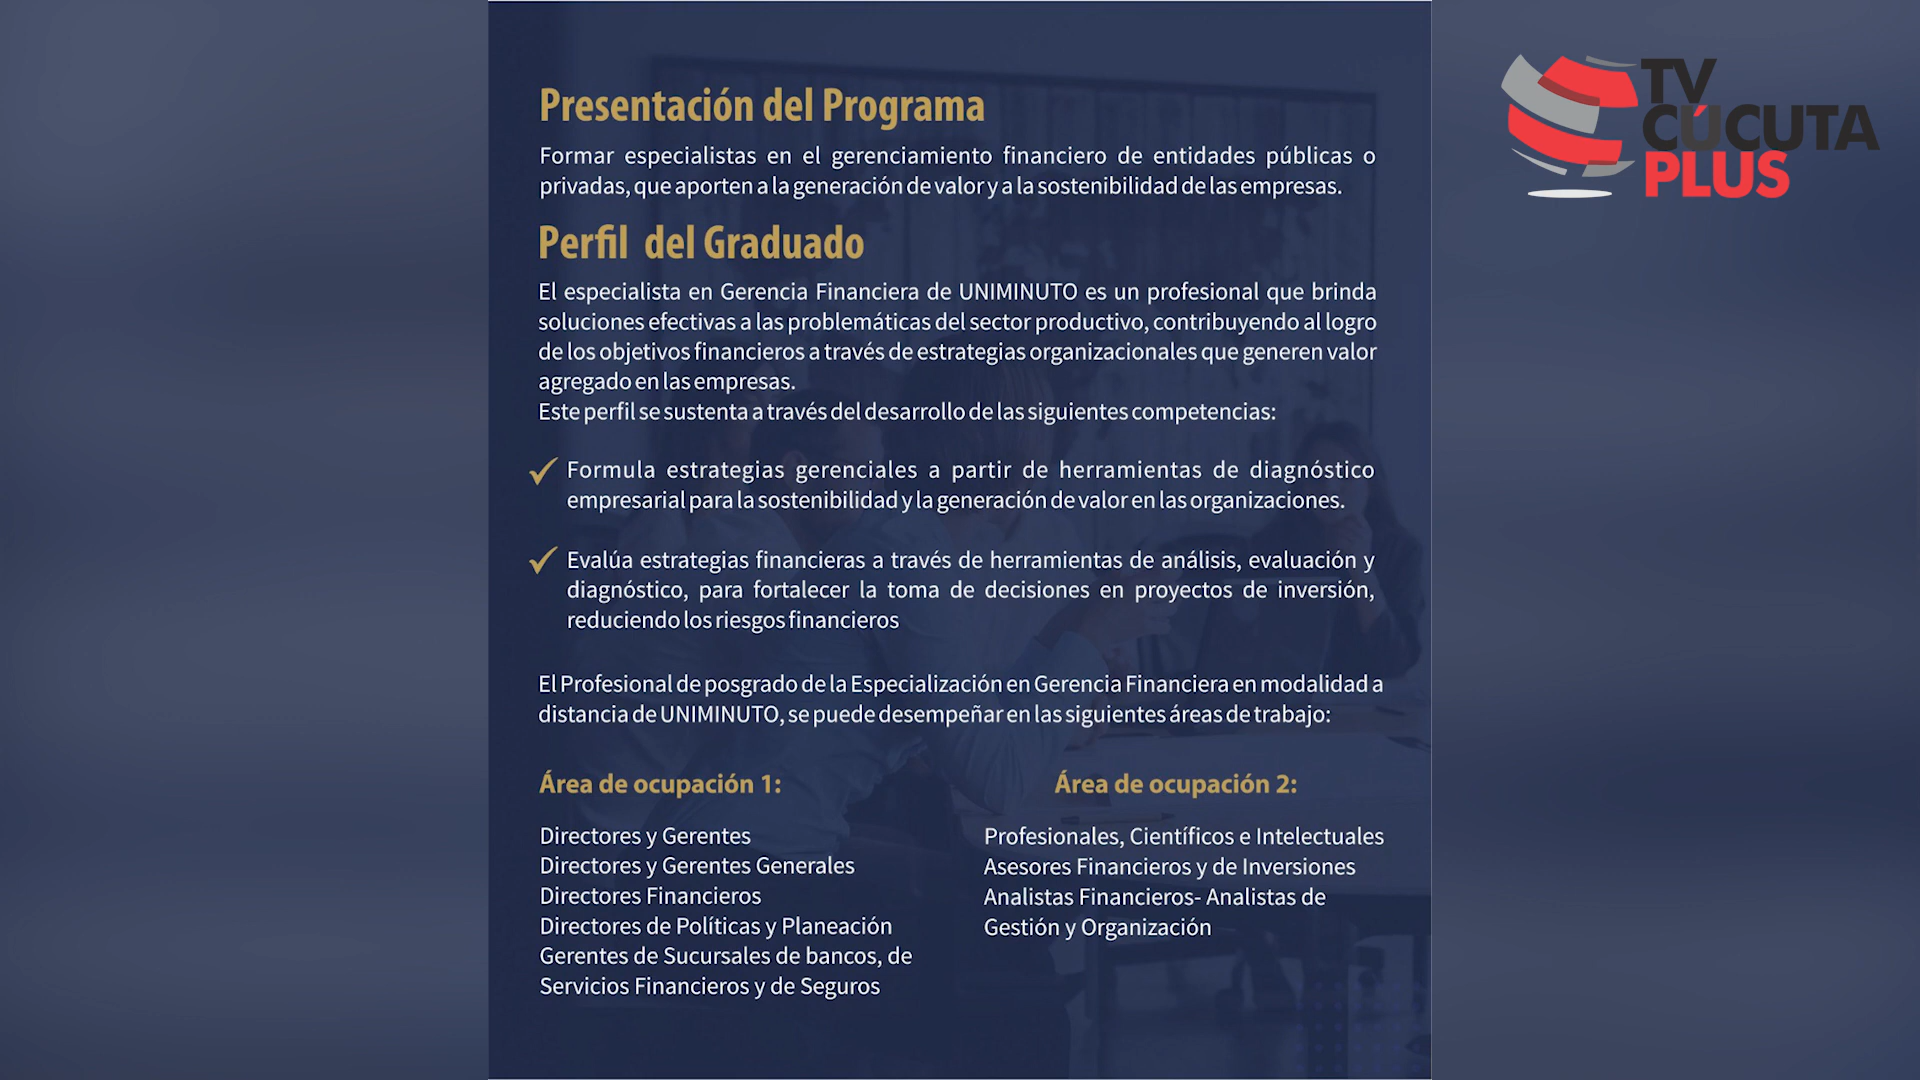 Presentación del Programa
Formar especialistas en el gerenciamiento financiero de entidades públicas o
privadas, que aporten a la generación de valor y a la sostenibilidad de las empresas.
Perfil del Graduado
El especialista en Gerencia Financiera de UNIMINUTO es un profesional que brinda
soluciones efectivas a las problemáticas del sector productivo, contribuyendo al logro
de los objetivos financieros a través de estrategias organizacionales que generen valor
agregado en las empresas.
Este perfil se sustenta a través del desarrollo de las siguientes competencias:
Formula estrategias gerenciales a partir de herramientas de diagnóstico
empresarial para la sostenibilidad y la generación de valor en las organizaciones.
Evalúa estrategias financieras a través de herramientas de análisis, evaluación y
diagnóstico, para fortalecer la toma de decisiones en proyectos de inversión,
reduciendo los riesgos financieros
El Profesional de posgrado de la Especialización en Gerencia Financiera en modalidad a
distancia de UNIMINUTO, se puede desempeñar en las siguientes áreas de trabajo:
Área de ocupación 1:
Directores y Gerentes
Directores y Gerentes Generales
Directores Financieros
Directores de Políticas y Planeación
Gerentes de Sucursales de bancos, de
Servicios Financieros y de Seguros
Área de ocupación 2:
Profesionales, Científicos e Intelectuales
Asesores Financieros y de Inversiones
Analistas Financieros- Analistas de
Gestión y Organización
TV
CÚCUTA
PLUS